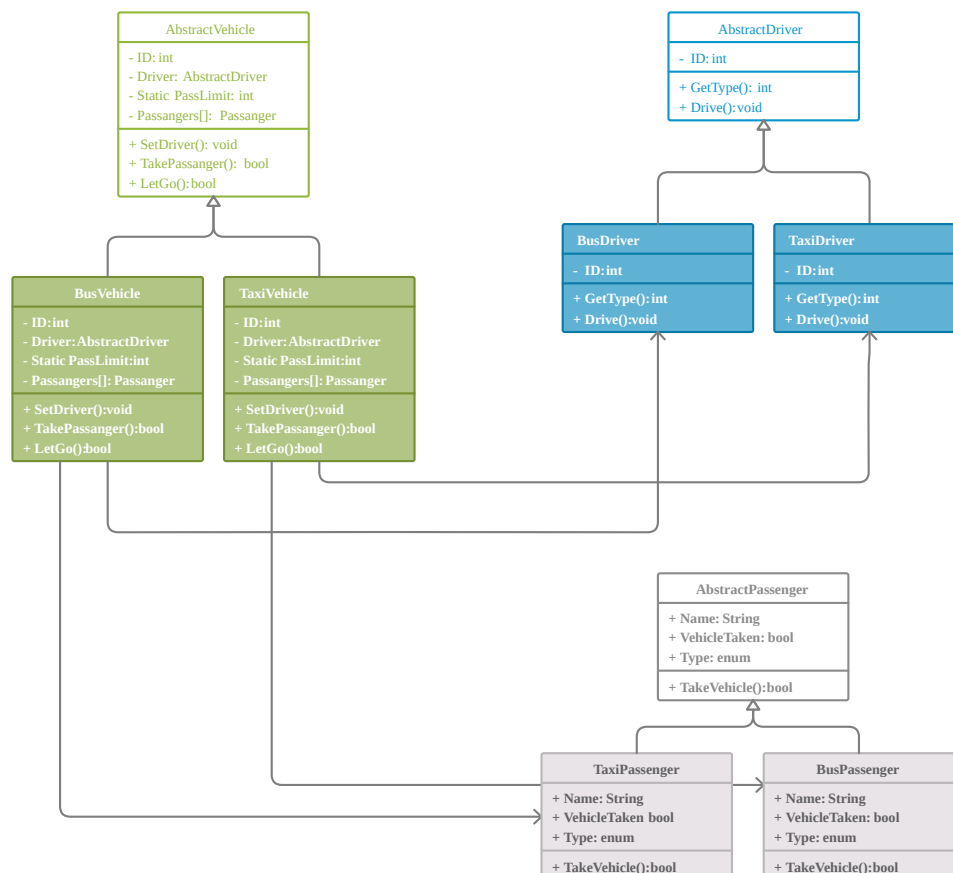 AbstractVehicle
- ID: int
- Driver: AbstractDriver
- Static PassLimit: int
- Passangers[]: Passanger
+ SetDriver(): void
+ TakePassanger(): bool
+ LetGo():bool
AbstractDriver
- ID: int
+ GetType(): int
+ Drive():void
BusDriver
- ID:int
+ GetType():int
+ Drive():void
TaxiDriver
- ID:int
+ GetType():int
+ Drive():void
BusVehicle
- ID:int
- Driver:AbstractDriver
- Static PassLimit:int
- Passangers[]: Passanger
+ SetDriver():void
+ TakePassanger():bool
+ LetGo():bool
TaxiVehicle
- ID:int
- Driver:AbstractDriver
- Static PassLimit:int
- Passangers[]: Passanger
+ SetDriver():void
+ TakePassanger():bool
+ LetGo():bool
AbstractPassenger
+ Name: String
+ VehicleTaken: bool
+ Type: enum
+ TakeVehicle():bool
TaxiPassenger
+ Name: String
+ VehicleTaken bool
+ Type: enum
+ TakeVehicle():bool
BusPassenger
+ Name: String
+ VehicleTaken: bool
+ Type: enum
+ TakeVehicle():bool